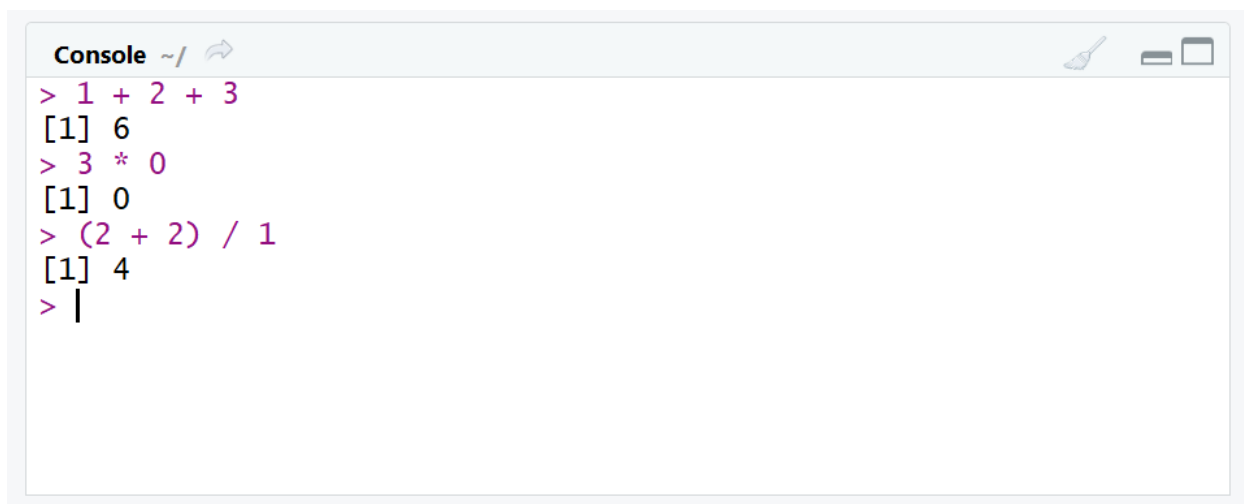 Console ~/
> 1 + 2 + 3
[1] 6
> 3 * 0
[1] 0
> (2 + 2) / 1
[1] 4
>